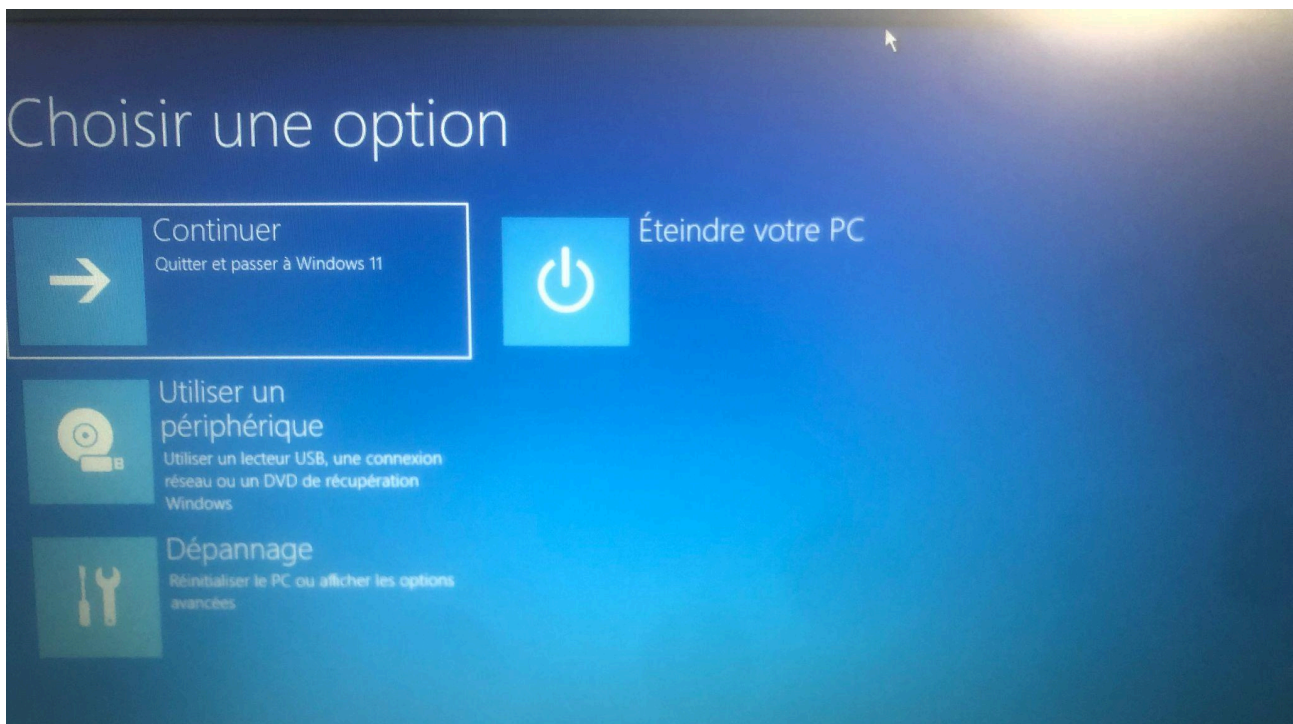 Choisir une option
Continuer
Quitter et passer à Windows 11
Éteindre votre PC
Utiliser un
périphérique
Utiliser un lecteur USB, une connexion
réseau ou un DVD de récupération
Windows
Dépannage
Réinitialiser le PC ou afficher les options
avancées